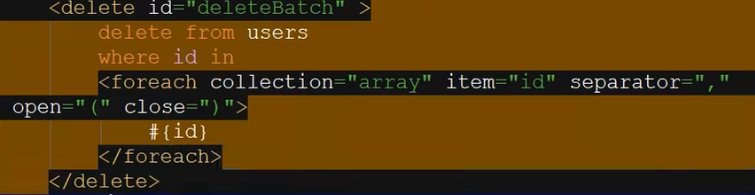 <delete id="deleteBatch" >
delete from users
where id in
<foreach collection="array" item="id" separator=","
open="(" close=")">
#{id}
</foreach>
</delete>